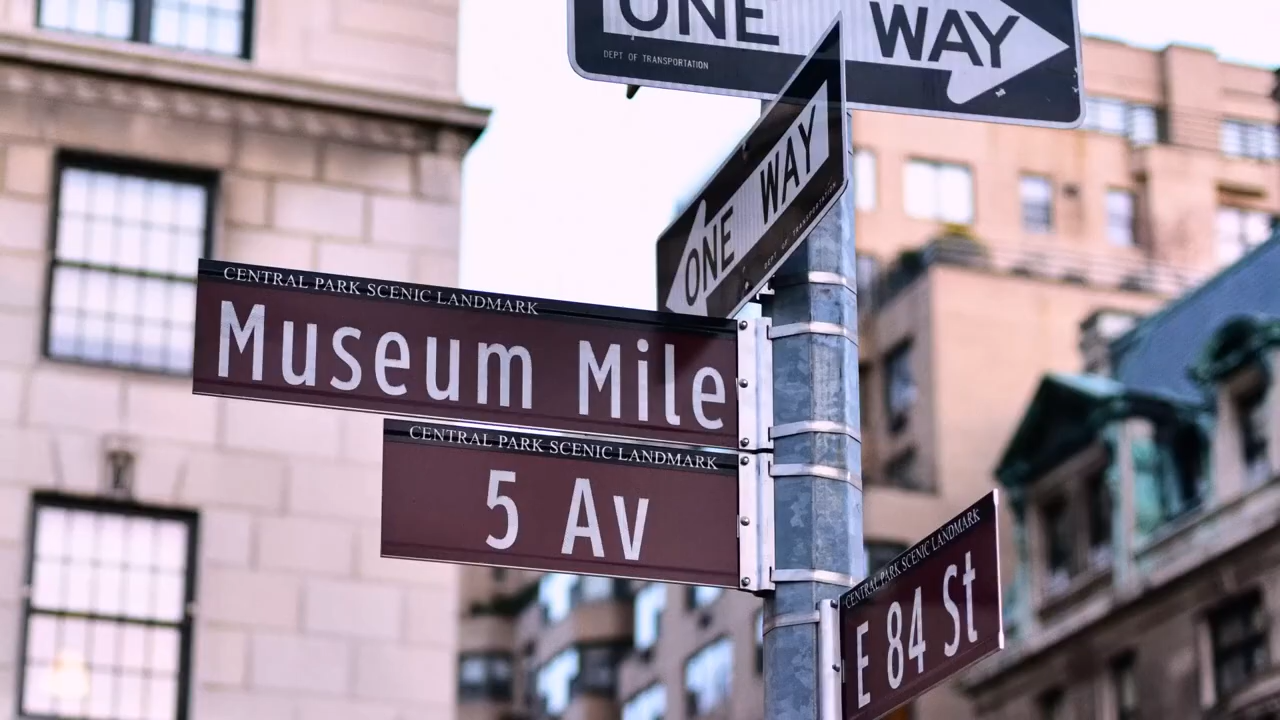 ONE WAY
DEPT OF TRANSPORTATION
ONE WAY
DEPT OF TRANSPORTATION
CENTRAL PARK SCENIC LANDMARK
Museum Mile
CENTRAL PARK SCENIC LANDMARK
5 Av
CENTRAL PARK SCENIC LANDMARK
E 84 St